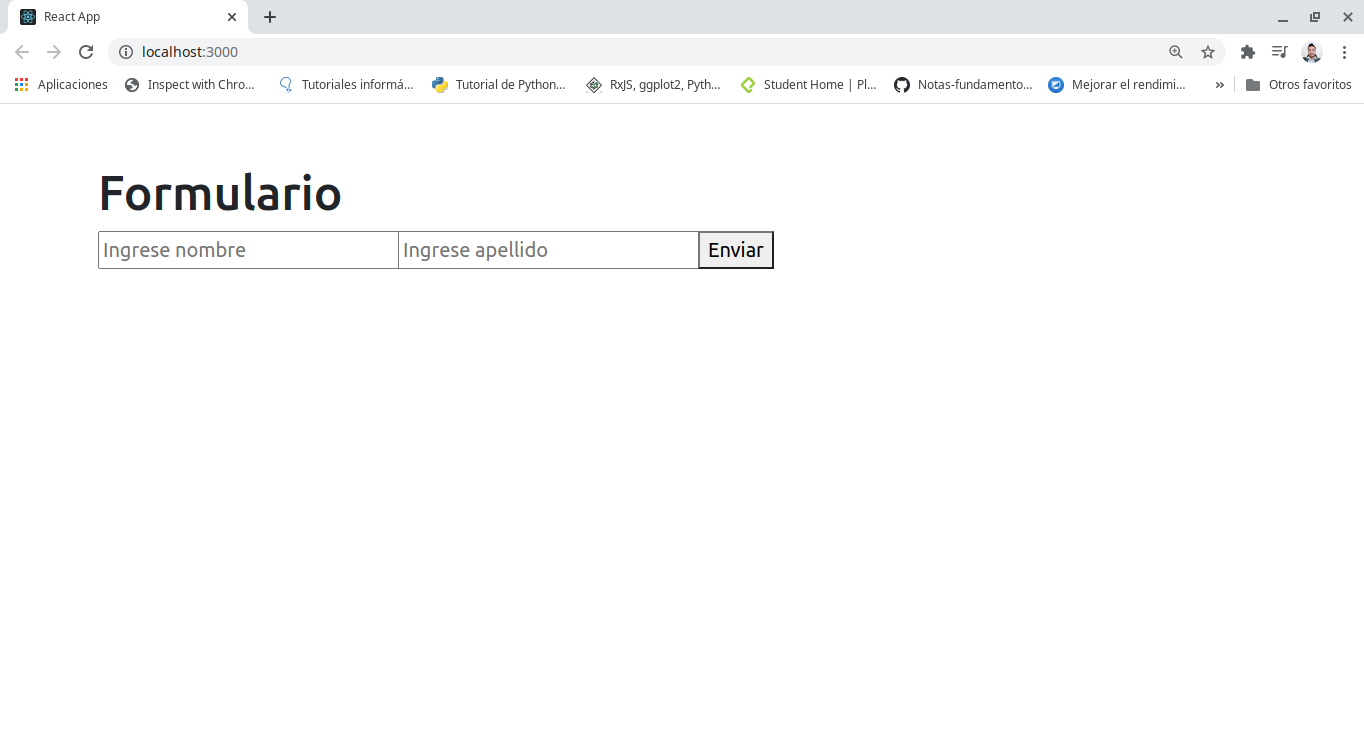 React App
localhost:3000
Aplicaciones Inspect with Chro... Tutoriales informá... Tutorial de Python... RxJS, ggplot2, Pyth... Student Home | Pl... Notas-fundamento... Mejorar el rendimi... » Otros favoritos
Formulario
Ingrese nombre Ingrese apellido Enviar